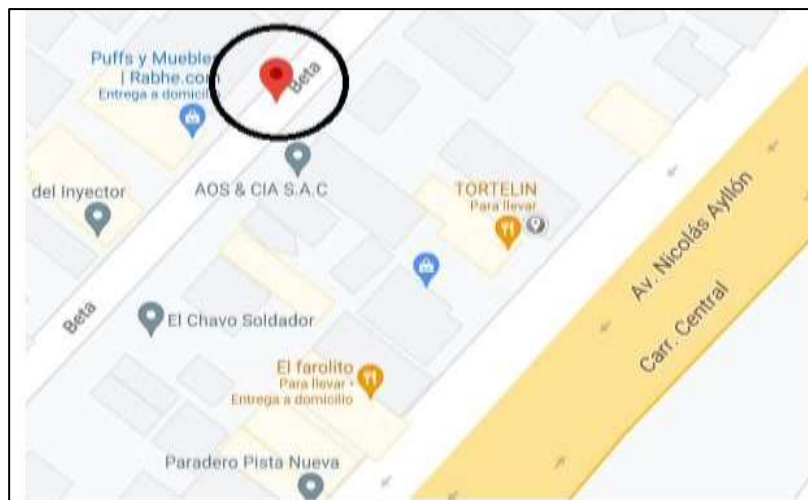 Puffs y Muebles
| Rabhe.com
Entrega a domicilio
Beta
del Inyector
AOS & CIA S.A.C
TORTELIN
Para llevar
Av. Nicolás Ayllón
Carr. Central
Beta
El Chavo Soldador
El farolito
Para llevar •
Entrega a domicilio
Paradero Pista Nueva